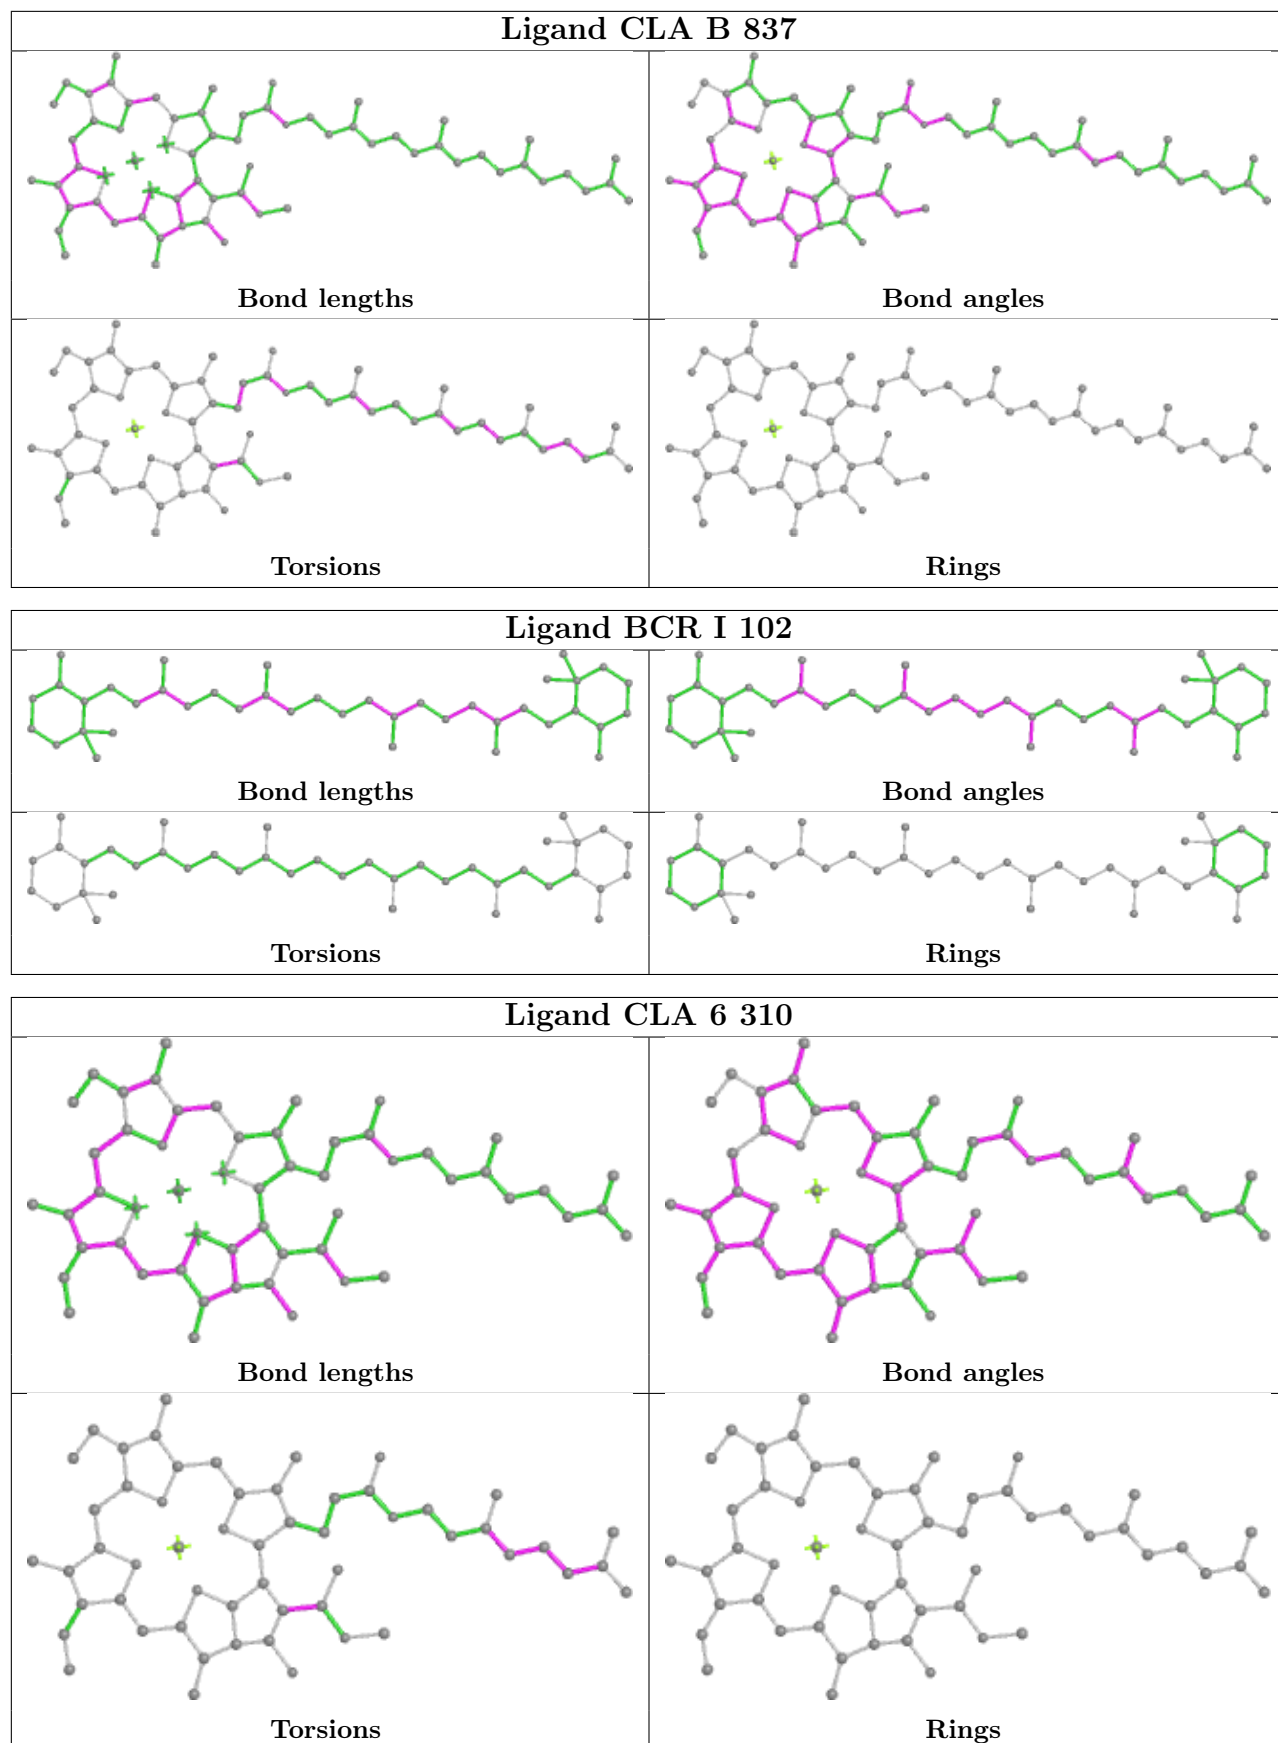 Ligand CLA B 837
Bond lengths
Bond angles
Torsions
Rings
Ligand BCR I 102
Bond lengths
Bond angles
Torsions
Rings
Ligand CLA 6 310
Bond lengths
Bond angles
Torsions
Rings